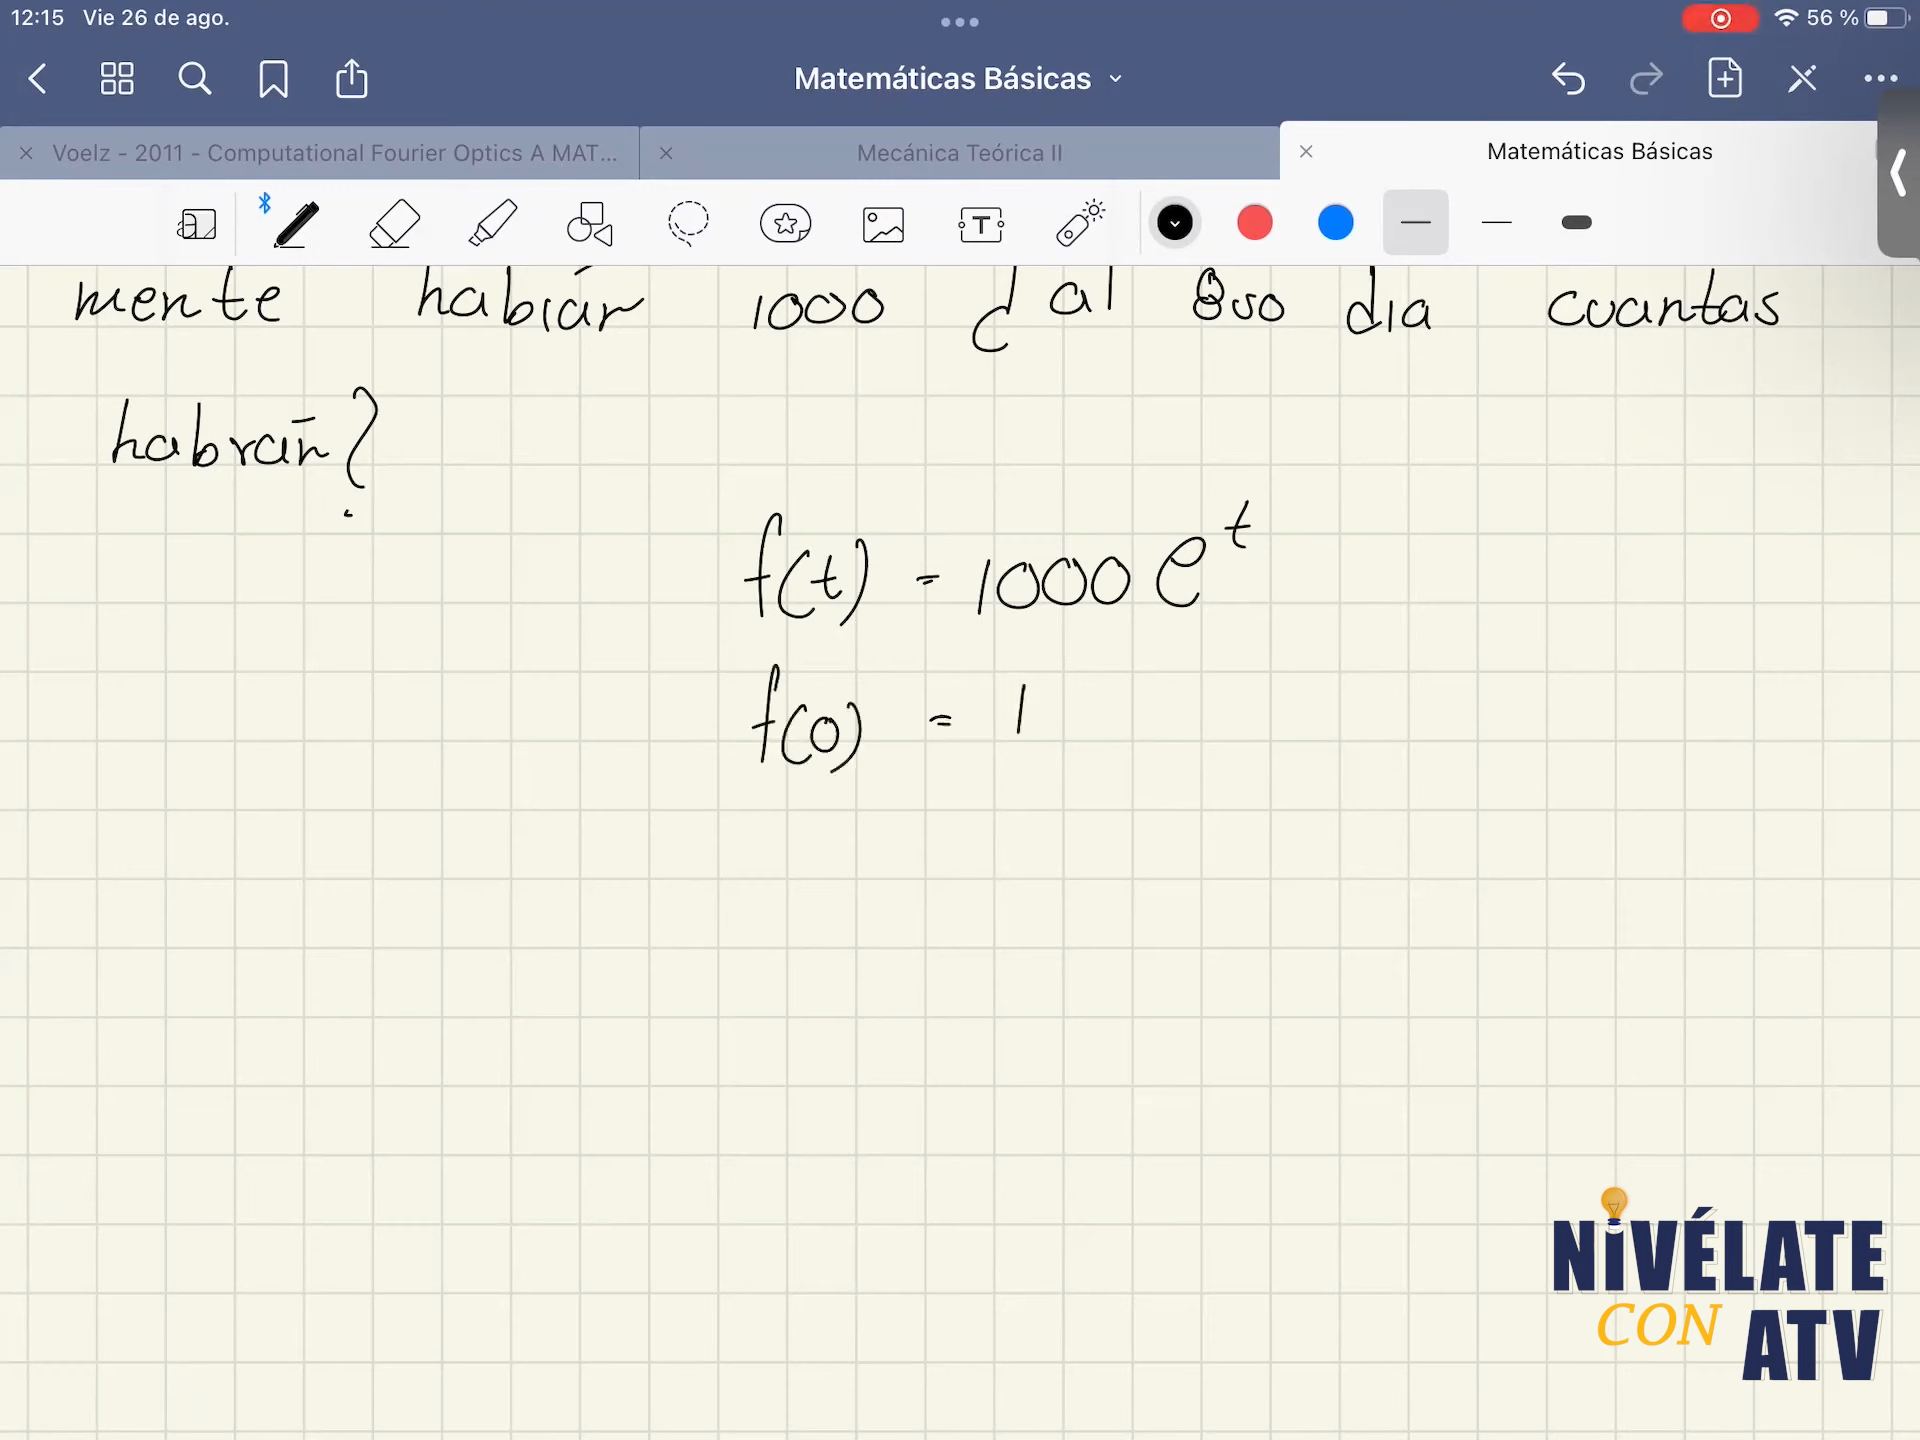 12:15 Vie 26 de ago.
56 %
Matemáticas Básicas
Voelz - 2011 - Computational Fourier Optics A MAT...
Mecánica Teórica II
Matemáticas Básicas
mente habián 1000 ¿al 8vo dia cuantas
habrán?
f(t) = 1000 e^t
f(0) = 1
NIVÉLATE
CON
ATV